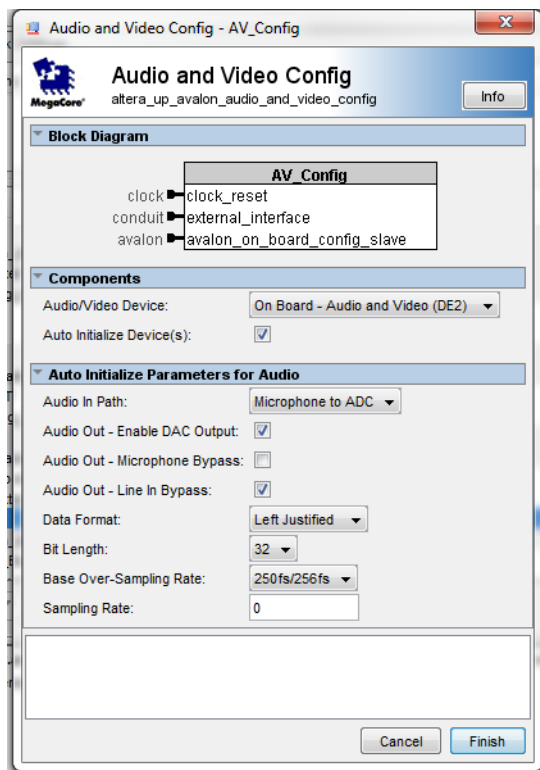 Audio and Video Config - AV_Config
X
MegaCore®
Audio and Video Config
altera_up_avalon_audio_and_video_config
Info
Block Diagram
AV_Config
clock clock_reset
conduit external_interface
avalon avalon_on_board_config_slave
Components
Audio/Video Device: On Board - Audio and Video (DE2)
Auto Initialize Device(s):
Auto Initialize Parameters for Audio
Audio In Path: Microphone to ADC
Audio Out - Enable DAC Output:
Audio Out - Microphone Bypass:
Audio Out - Line In Bypass:
Data Format: Left Justified
Bit Length: 32
Base Over-Sampling Rate: 250fs/256fs
Sampling Rate: 0
Cancel Finish